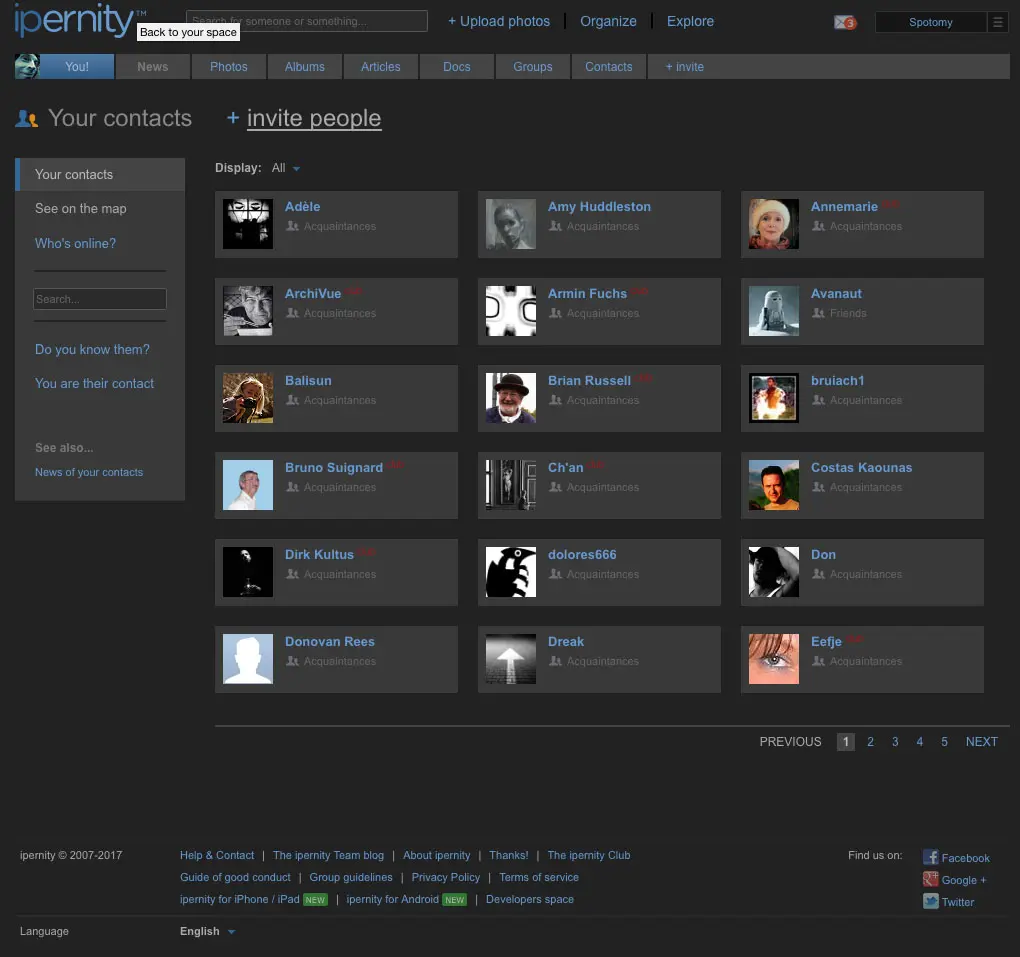 ipernity™ Search for someone or something... + Upload photos | Organize | Explore 3 Spotomy
Back to your space
You! News Photos Albums Articles Docs Groups Contacts + invite
Your contacts + invite people
Your contacts
See on the map
Who's online?
Search...
Do you know them?
You are their contact
See also...
News of your contacts
Display: All
Adèle
Acquaintances
Amy Huddleston
Acquaintances
Annemarie
Acquaintances
ArchiVue
Acquaintances
Armin Fuchs
Acquaintances
Avanaut
Friends
Balisun
Acquaintances
Brian Russell
Acquaintances
bruiach1
Acquaintances
Bruno Suignard
Acquaintances
Ch'an
Acquaintances
Costas Kaounas
Acquaintances
Dirk Kultus
Acquaintances
dolores666
Acquaintances
Don
Acquaintances
Donovan Rees
Acquaintances
Dreak
Acquaintances
Eefje
Acquaintances
PREVIOUS 1 2 3 4 5 NEXT
ipernity © 2007-2017
Help & Contact | The ipernity Team blog | About ipernity | Thanks! | The ipernity Club
Guide of good conduct | Group guidelines | Privacy Policy | Terms of service
ipernity for iPhone / iPad NEW | ipernity for Android NEW | Developers space
Find us on:
Facebook
Google +
Twitter
Language English